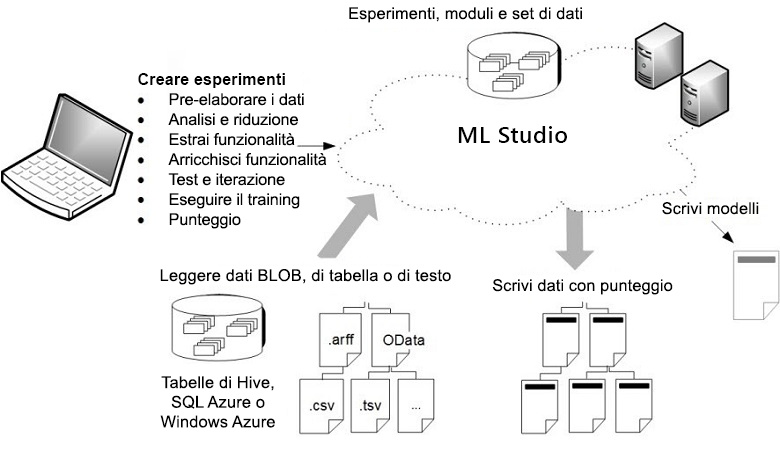 Esperimenti, moduli e set di dati
Creare esperimenti
• Pre-elaborare i dati
• Analisi e riduzione
• Estrai funzionalità
• Arricchisci funzionalità
• Test e iterazione
• Eseguire il training
• Punteggio
ML Studio
Scrivi modelli
Leggere dati BLOB, di tabella o di testo
Scrivi dati con punteggio
.arff
OData
.csv
.tsv
...
Tabelle di Hive,
SQL Azure o
Windows Azure